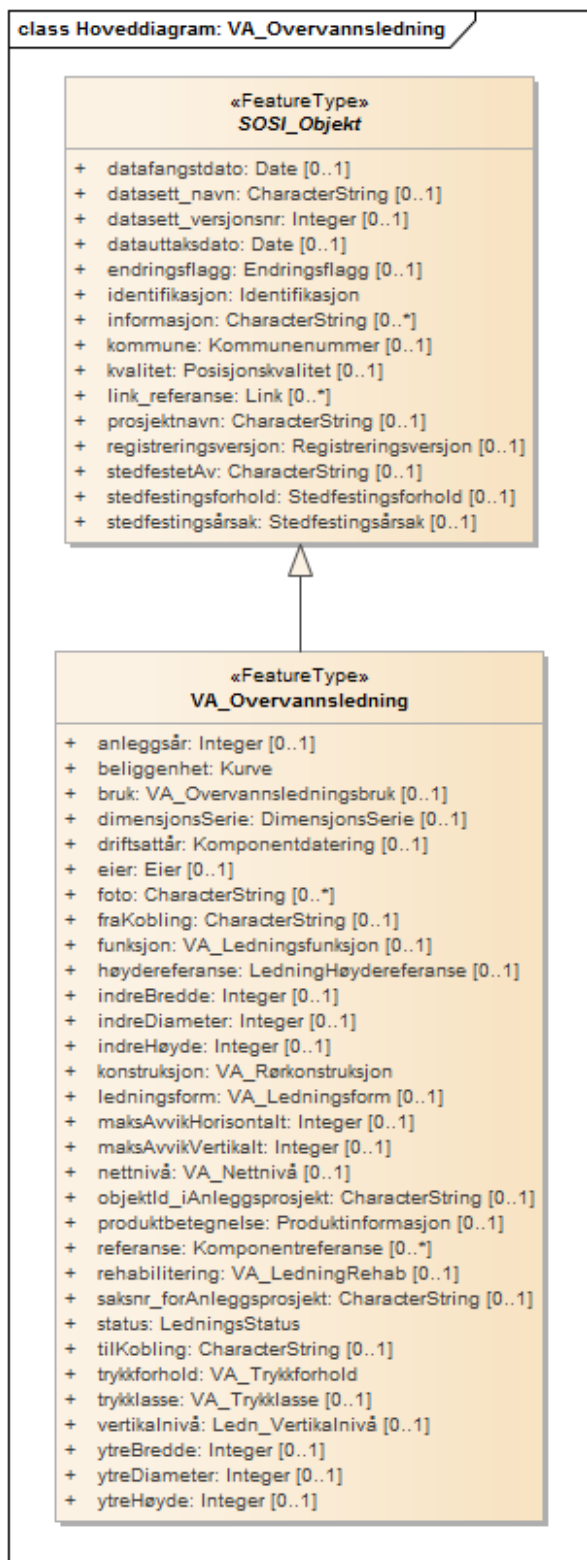 class Hoveddiagram: VA_Overvannsledning
«FeatureType»
SOSI_Objekt
+ datafangstdato: Date [0..1]
+ datasett_navn: CharacterString [0..1]
+ datasett_versjonsnr: Integer [0..1]
+ datauttaksdato: Date [0..1]
+ endringsflagg: Endringsflagg [0..1]
+ identifikasjon: Identifikasjon
+ informasjon: CharacterString [0..*]
+ kommune: Kommunenummer [0..1]
+ kvalitet: Posisjonskvalitet [0..1]
+ link_referanse: Link [0..*]
+ prosjektnavn: CharacterString [0..1]
+ registreringsversjon: Registreringsversjon [0..1]
+ stedfestetAv: CharacterString [0..1]
+ stedfestingsforhold: Stedfestingsforhold [0..1]
+ stedfestingsårsak: Stedfestingsårsak [0..1]
«FeatureType»
VA_Overvannsledning
+ anleggsår: Integer [0..1]
+ beliggenhet: Kurve
+ bruk: VA_Overvannsledningsbruk [0..1]
+ dimensjonsSerie: DimensjonsSerie [0..1]
+ driftsattår: Komponentdatering [0..1]
+ eier: Eier [0..1]
+ foto: CharacterString [0..*]
+ fraKobling: CharacterString [0..1]
+ funksjon: VA_Ledningsfunksjon [0..1]
+ høydereferanse: LedningHøydereferanse [0..1]
+ indreBredde: Integer [0..1]
+ indreDiameter: Integer [0..1]
+ indreHøyde: Integer [0..1]
+ konstruksjon: VA_Rørkonstruksjon
+ ledningsform: VA_Ledningsform [0..1]
+ maksAvvikHorisontalt: Integer [0..1]
+ maksAvvikVertikalt: Integer [0..1]
+ nettnivå: VA_Nettnivå [0..1]
+ objektId_iAnleggsprosjekt: CharacterString [0..1]
+ produktbetegnelse: Produktinformasjon [0..1]
+ referanse: Komponentreferanse [0..*]
+ rehabilitering: VA_LedningRehab [0..1]
+ saksnr_forAnleggsprosjekt: CharacterString [0..1]
+ status: LedningsStatus
+ tilKobling: CharacterString [0..1]
+ trykkforhold: VA_Trykkforhold
+ trykklasse: VA_Trykklasse [0..1]
+ vertikalnivå: Ledn_Vertikalnivå [0..1]
+ ytreBredde: Integer [0..1]
+ ytreDiameter: Integer [0..1]
+ ytreHøyde: Integer [0..1]